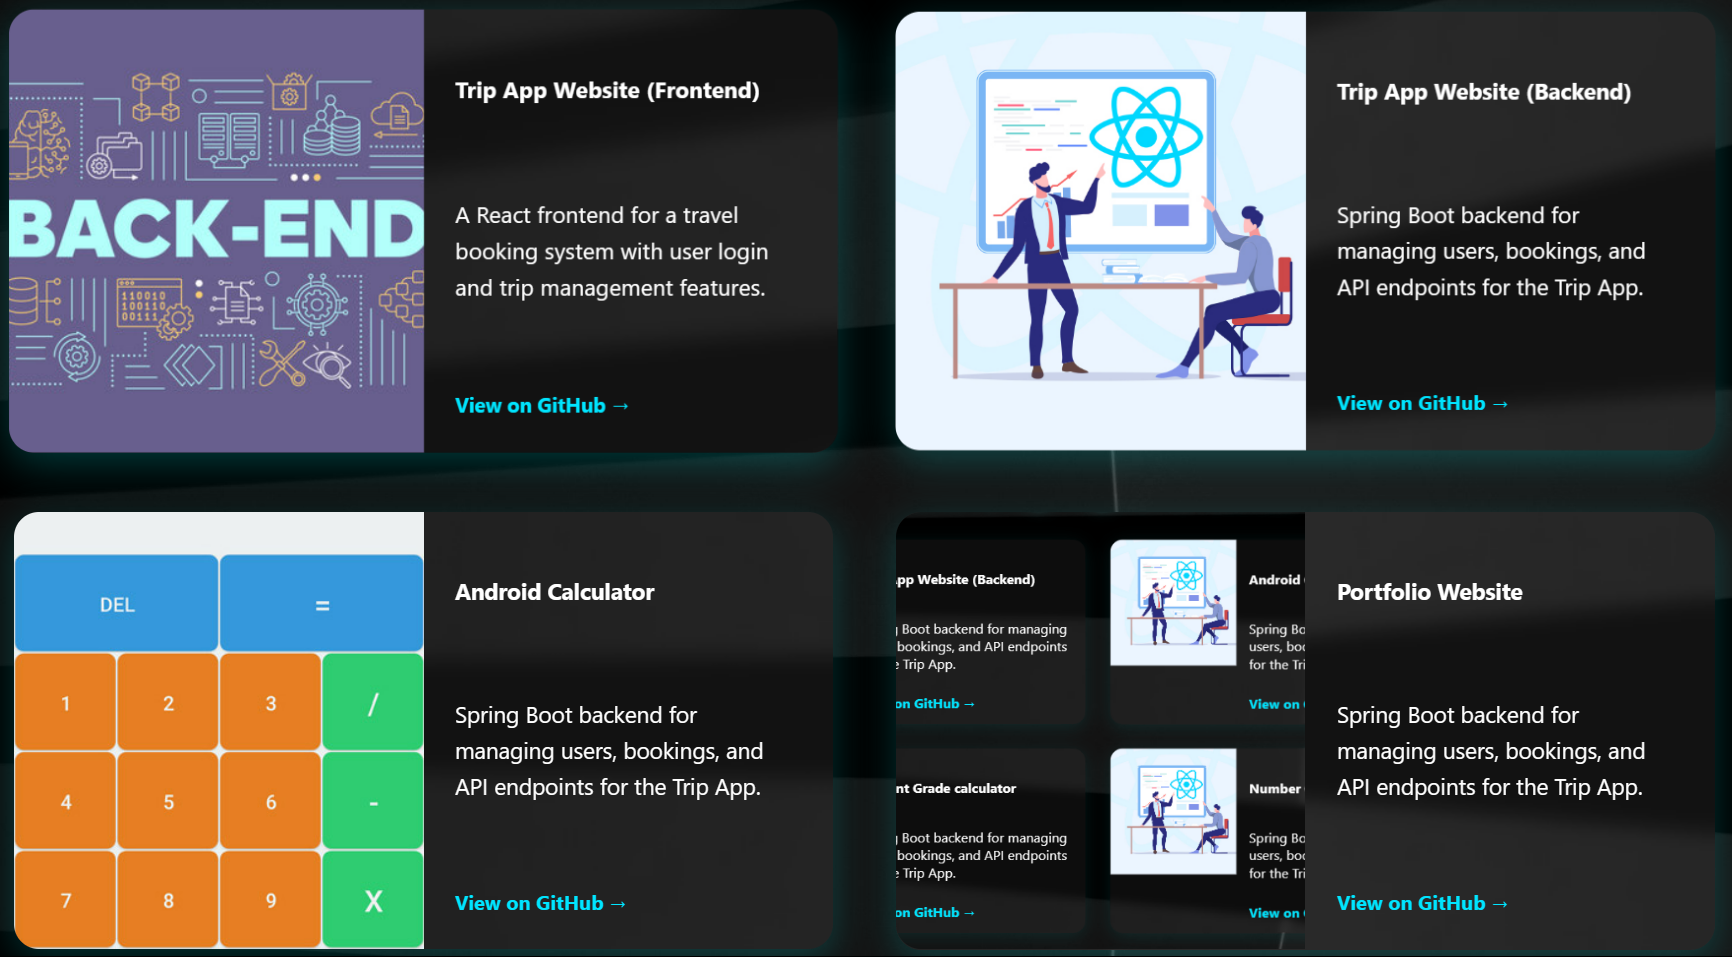 BACK-END
110010
100110
00111
Trip App Website (Frontend)
A React frontend for a travel
booking system with user login
and trip management features.
View on GitHub →
Trip App Website (Backend)
Spring Boot backend for
managing users, bookings, and
API endpoints for the Trip App.
View on GitHub →
DEL =
1 2 3 /
4 5 6 -
7 8 9 X
Android Calculator
Spring Boot backend for
managing users, bookings, and
API endpoints for the Trip App.
View on GitHub →
pp Website (Backend)
Boot backend for managing
bookings, and API endpoints
Trip App.
on GitHub →
Android
Spring Bo
users, boo
for the Tri
View on
nt Grade calculator
Boot backend for managing
bookings, and API endpoints
Trip App.
on GitHub →
Number
Spring Bo
users, boo
for the Tri
View on
Portfolio Website
Spring Boot backend for
managing users, bookings, and
API endpoints for the Trip App.
View on GitHub →